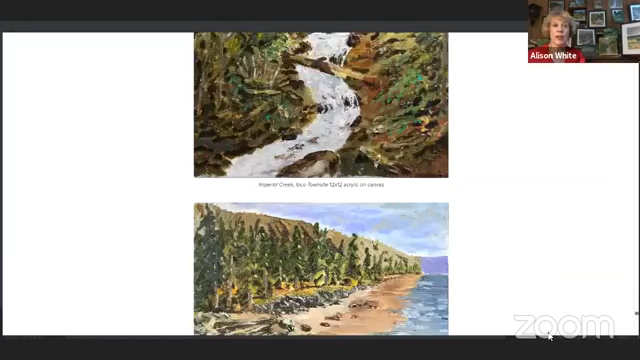 Alison White
Imperial Creek, Ioco Townsite 12x12 acrylic on canvas
zoom